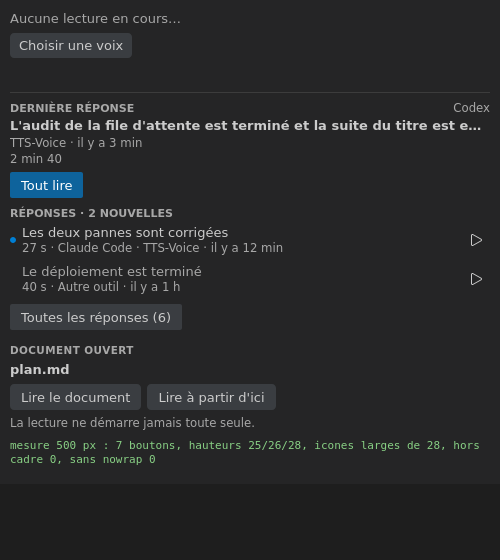 Aucune lecture en cours…
Choisir une voix
DERNIÈRE RÉPONSE
Codex
L'audit de la file d'attente est terminé et la suite du titre est e…
TTS-Voice · il y a 3 min
2 min 40
Tout lire
RÉPONSES · 2 NOUVELLES
Les deux pannes sont corrigées
27 s · Claude Code · TTS-Voice · il y a 12 min
Le déploiement est terminé
40 s · Autre outil · il y a 1 h
Toutes les réponses (6)
DOCUMENT OUVERT
plan.md
Lire le document
Lire à partir d'ici
La lecture ne démarre jamais toute seule.
mesure 500 px : 7 boutons, hauteurs 25/26/28, icones larges de 28, hors
cadre 0, sans nowrap 0